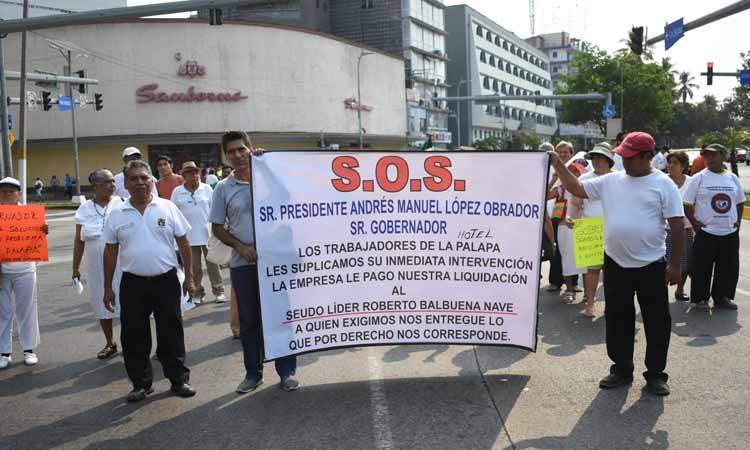 Sanborns
S.O.S.
SR. PRESIDENTE ANDRÉS MANUEL LÓPEZ OBRADOR
SR. GOBERNADOR
HOTEL
LOS TRABAJADORES DE LA PALAPA
LES SUPLICAMOS SU INMEDIATA INTERVENCIÓN
LA EMPRESA LE PAGO NUESTRA LIQUIDACIÓN
AL
SEUDO LÍDER ROBERTO BALBUENA NAVE
A QUIEN EXIGIMOS NOS ENTREGUE LO
QUE POR DERECHO NOS CORRESPONDE.